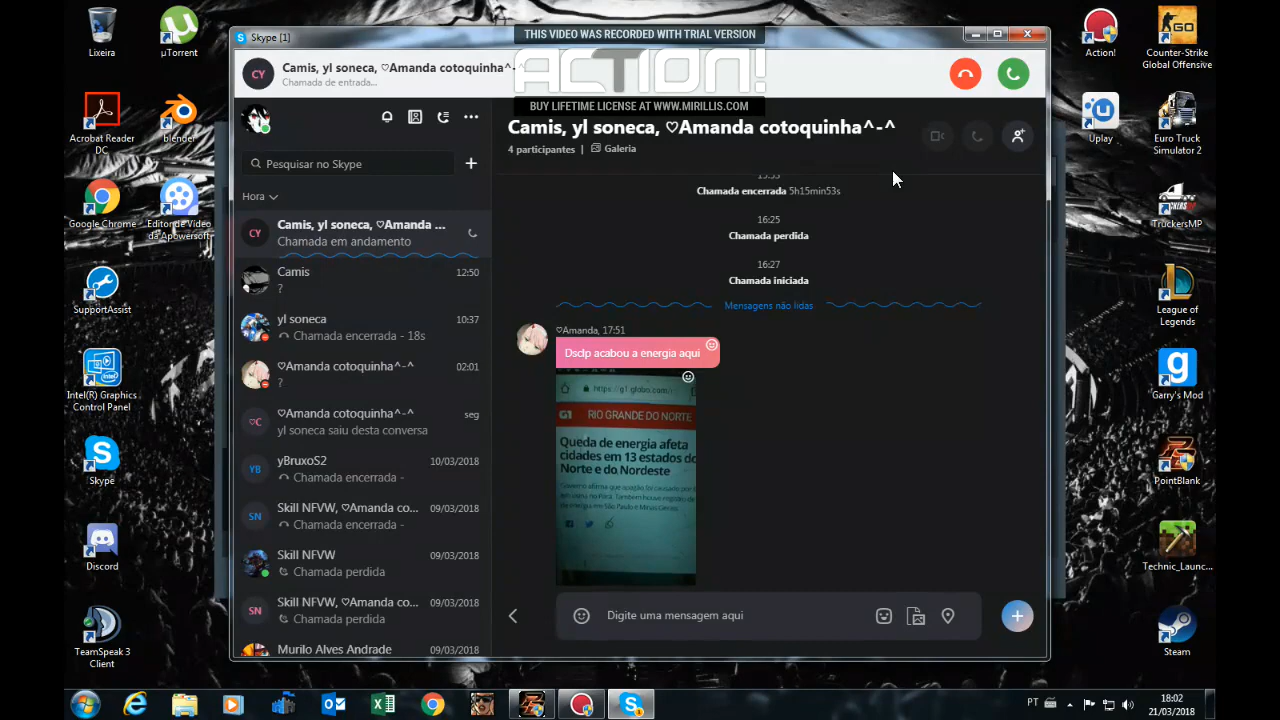 Lixeira
µTorrent
Acrobat Reader
DC
blender
Google Chrome
Editor de Vídeo
da Apowersoft
SupportAssist
Intel(R) Graphics
Control Panel
Skype
Discord
TeamSpeak 3
Client
Skype [1]
THIS VIDEO WAS RECORDED WITH TRIAL VERSION
ACTION!
BUY LIFETIME LICENSE AT WWW.MIRILLIS.COM
CY
Camis, yl soneca, ♡Amanda cotoquinha^-^
Chamada de entrada...
Pesquisar no Skype
Hora
CY
Camis, yl soneca, ♡Amanda ...
Chamada em andamento
Camis
12:50
?
yl soneca
10:37
Chamada encerrada - 18s
♡Amanda cotoquinha^-^
02:01
?
♡C
♡Amanda cotoquinha^-^
seg
yl soneca saiu desta conversa
YB
yBruxoS2
10/03/2018
Chamada encerrada -
SN
Skill NFVW, ♡Amanda co...
09/03/2018
Chamada encerrada -
Skill NFVW
09/03/2018
Chamada perdida
SN
Skill NFVW, ♡Amanda co...
09/03/2018
Chamada perdida
Murilo Alves Andrade
09/03/2018
Camis, yl soneca, ♡Amanda cotoquinha^-^
4 participantes | Galeria
Chamada encerrada 5h15min53s
16:25
Chamada perdida
16:27
Chamada iniciada
Mensagens não lidas
♡Amanda, 17:51
Dsclp acabou a energia aqui
https://g1.globo.com/
G1 RIO GRANDE DO NORTE
Queda de energia afeta
cidades em 13 estados do
Norte e do Nordeste
Digite uma mensagem aqui
Action!
Counter-Strike
Global Offensive
Uplay
Euro Truck
Simulator 2
TruckersMP
League of
Legends
Garry's Mod
PointBlank
Technic_Launc...
Steam
PT
18:02
21/03/2018